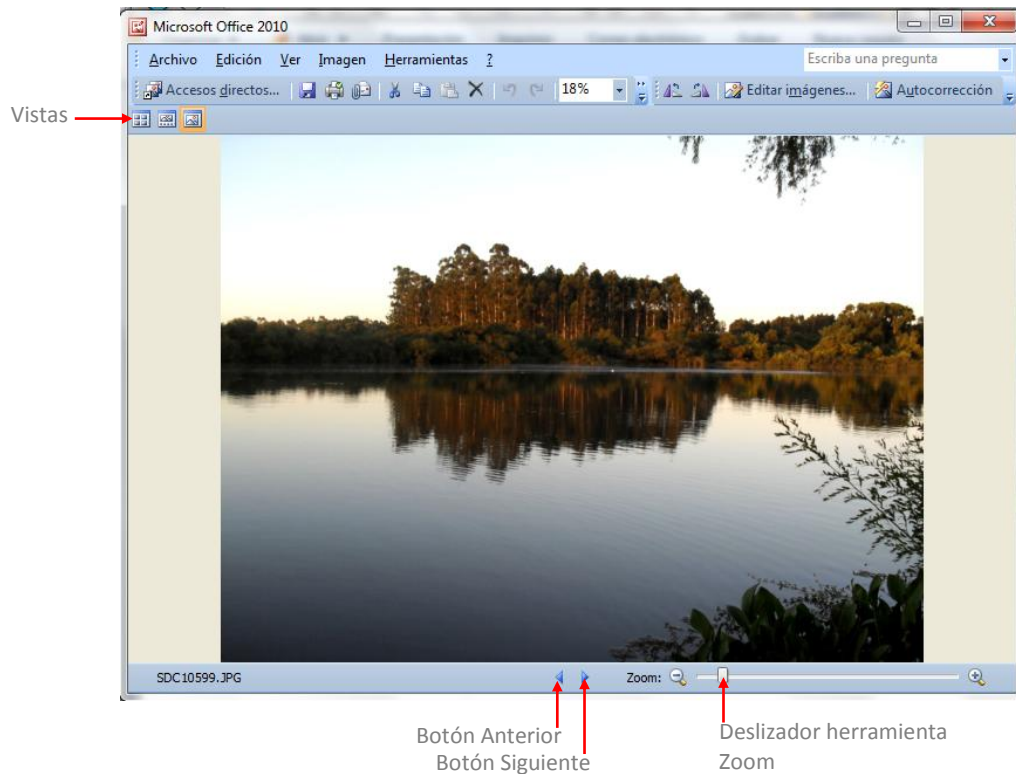 Microsoft Office 2010
Archivo Edición Ver Imagen Herramientas ?
Escriba una pregunta
Accesos directos... 18% Editar imágenes... Autocorrección
Vistas
SDC10599.JPG Zoom:
Botón Anterior
Botón Siguiente
Deslizador herramienta
Zoom